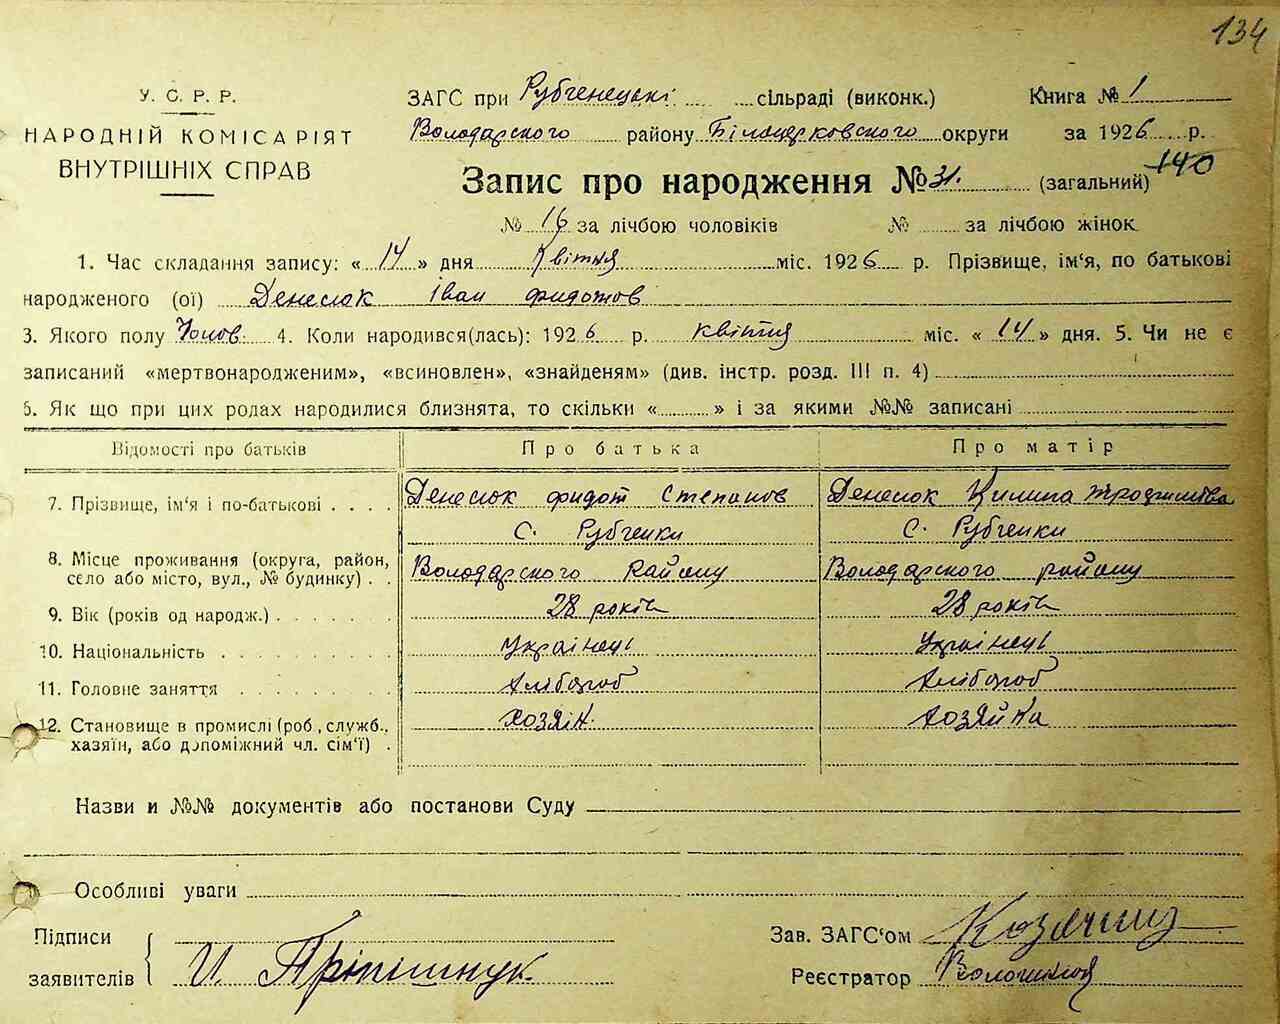 134
У. С. Р. Р.
НАРОДНІЙ КОМІСАРІЯТ
ВНУТРІШНІХ СПРАВ
ЗАГС при Рубченецькі сільраді (виконк.) Книга № 1
Володарского району Білоцерковского округи за 1926 р.
140
Запис про народження № 31. (загальний)
№ 16 за лічбою чоловіків № за лічбою жінок
1. Час складання запису: « 14 » дня Квітня міс. 1926 р. Прізвище, ім‘я, по батькові
народженого (ої) Денесюк Іван Фидотов
3. Якого полу Чолов. 4. Коли народився(лась): 1926 р. квітня міс. « 14 » дня. 5. Чи не є
записаний «мертвонародженим», «всиновлен», «знайденям» (див. інстр. розд. III п. 4)
6. Як що при цих родах народилися близнята, то скільки « » і за якими №№ записані
Відомості про батьків Про батька Про матір
7. Прізвище, ім‘я і по-батькові . . . . Денесюк Фидот Степанов Денесюк Килина
с. Рубченки с. Рубченки
8. Місце проживання (округа, район,
село або місто, вул., № будинку) . . Володарского району Володарского району
9. Вік (років од народж.) 28 років 28 років
10. Національність Українець Українець
11. Головне заняття Хлібороб Хлібороб
12. Становище в промислі (роб , служб., Хозяін. Хозяйка
хазяїн, або допоміжний чл. сім‘ї) .
Назви и №№ документів або постанови Суду
Особливі уваги
Підписи
заявителів И.
Зав. ЗАГС‘ом
Реєстратор